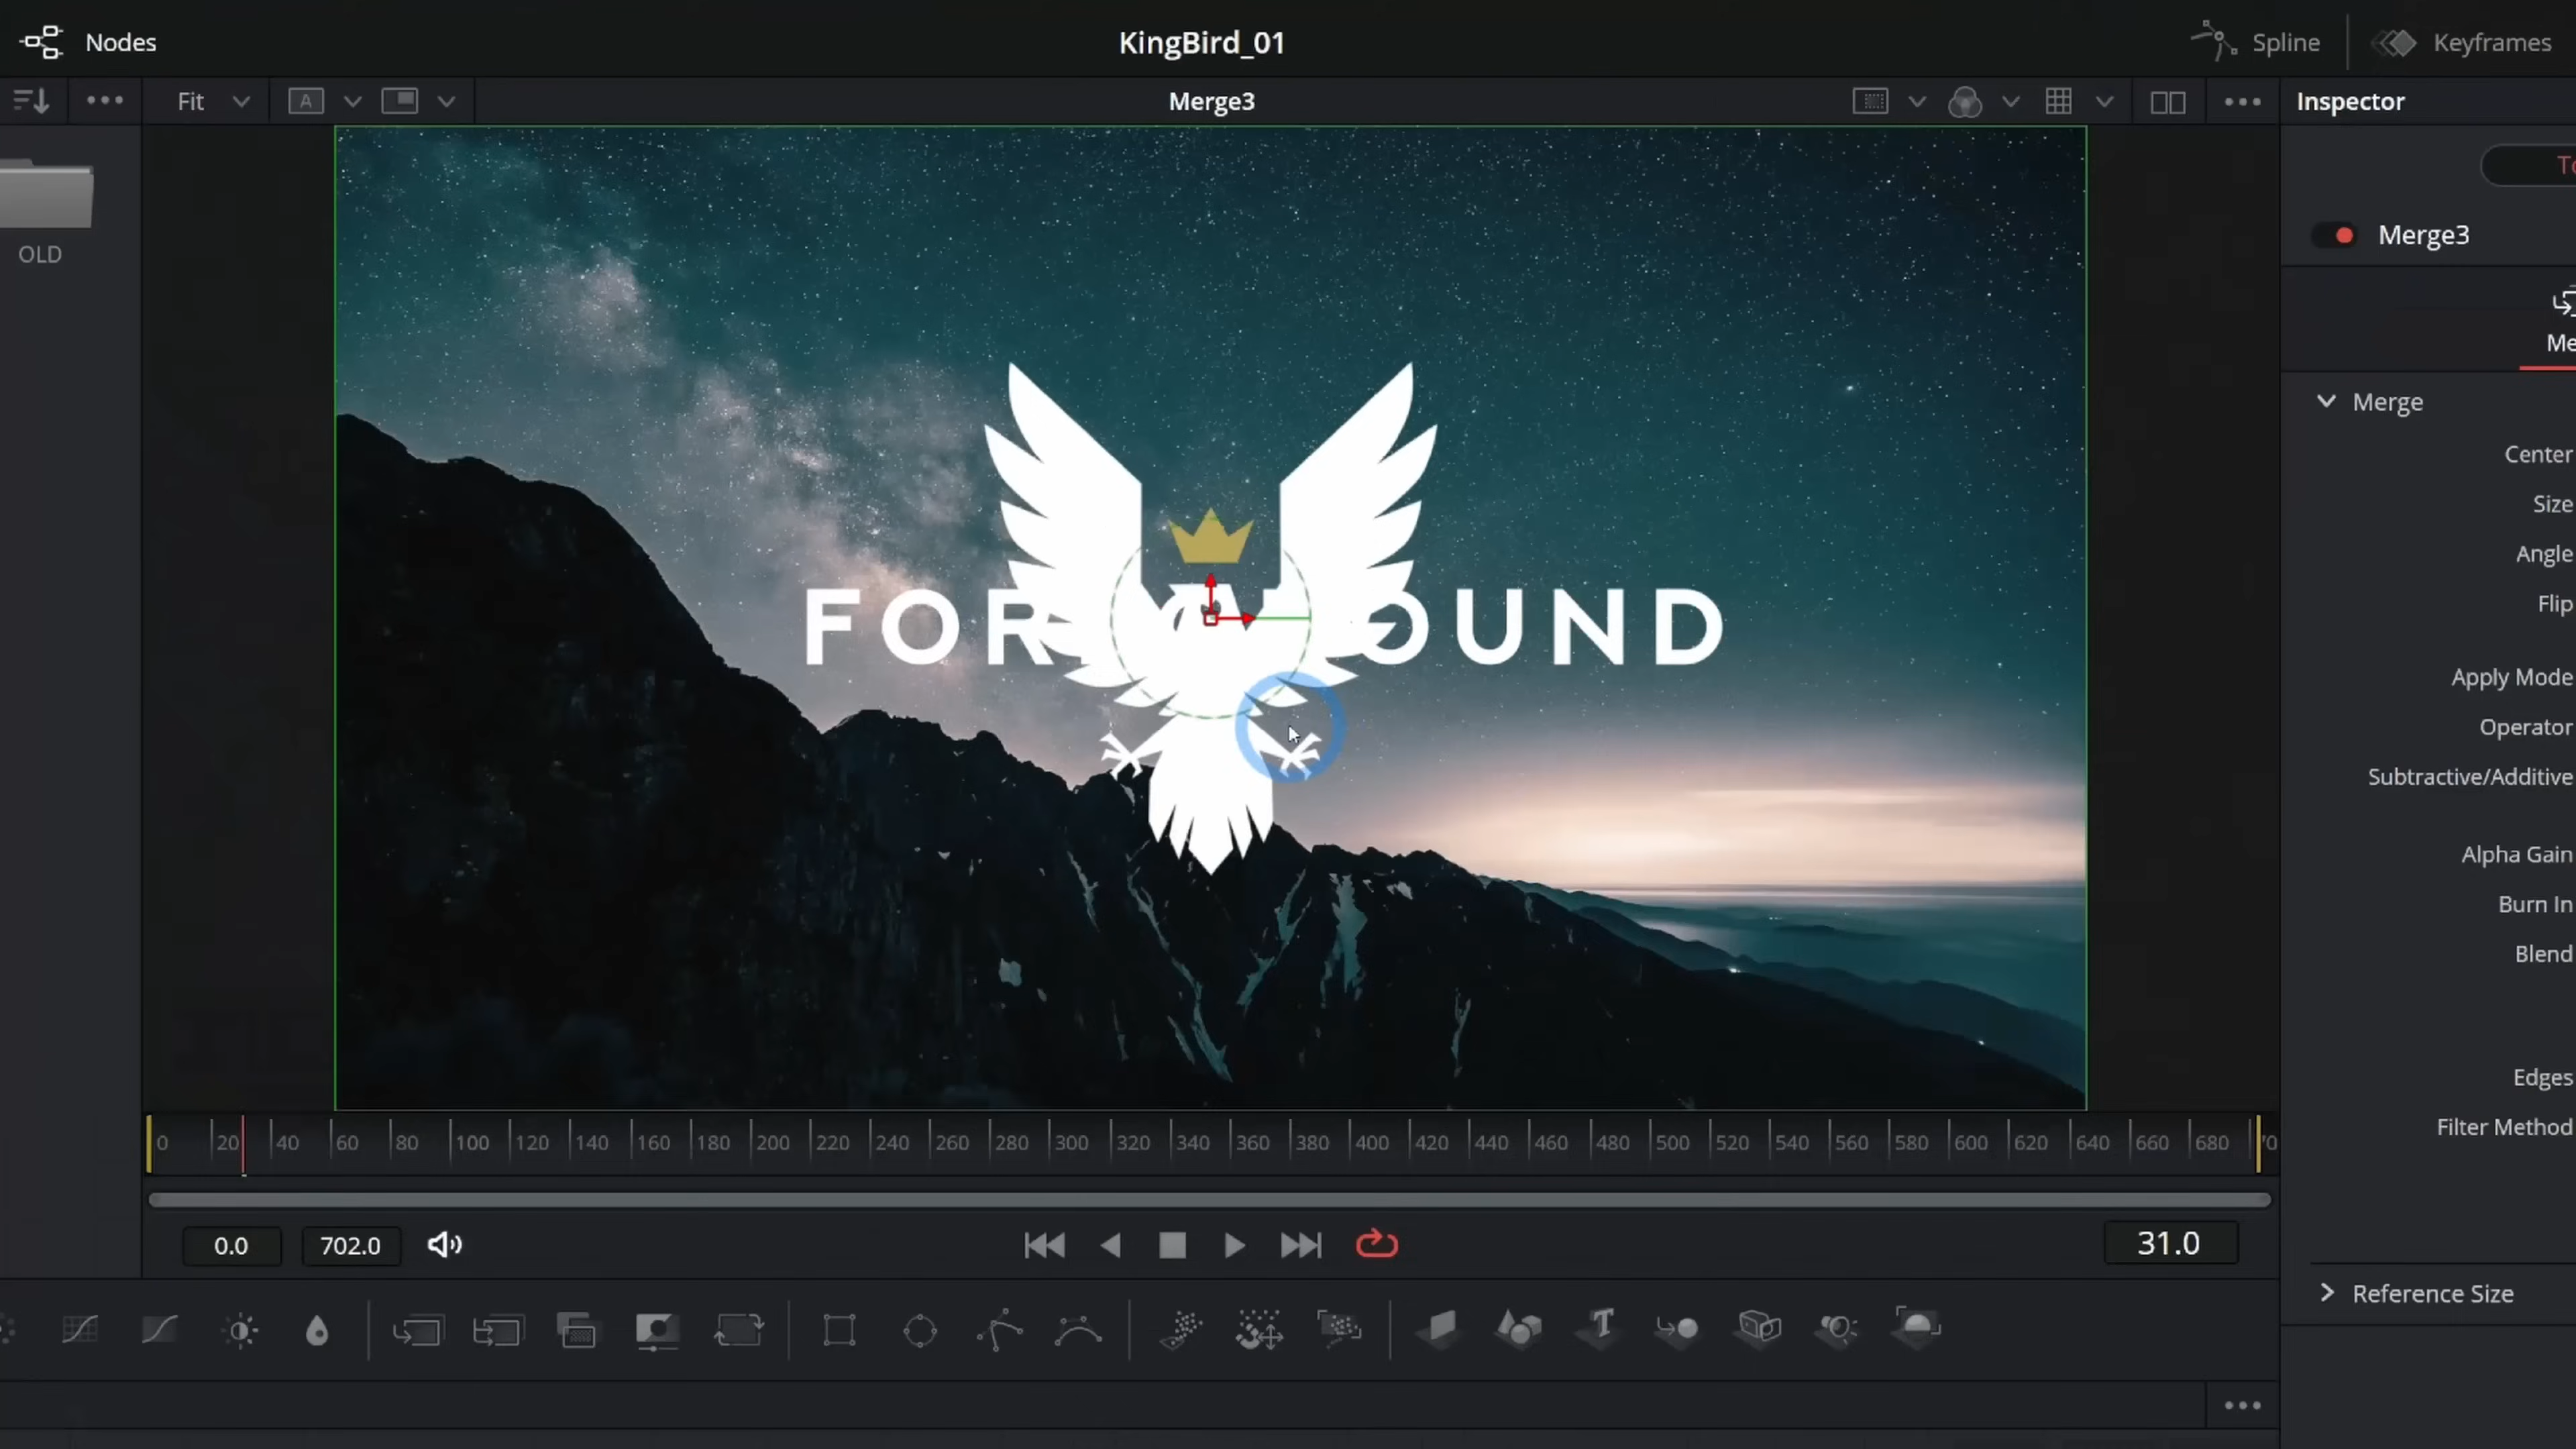 Nodes
KingBird_01
Spline
Keyframes
Fit
A
Merge3
Inspector
OLD
Merge3
Merge
Center
Size
Angle
Flip
Apply Mode
Operator
Subtractive/Additive
Alpha Gain
Burn In
Blend
Edges
Filter Method
Reference Size
FOR OUND
0 20 40 60 80 100 120 140 160 180 200 220 240 260 280 300 320 340 360 380 400 420 440 460 480 500 520 540 560 580 600 620 640 660 680
0.0
702.0
31.0
T